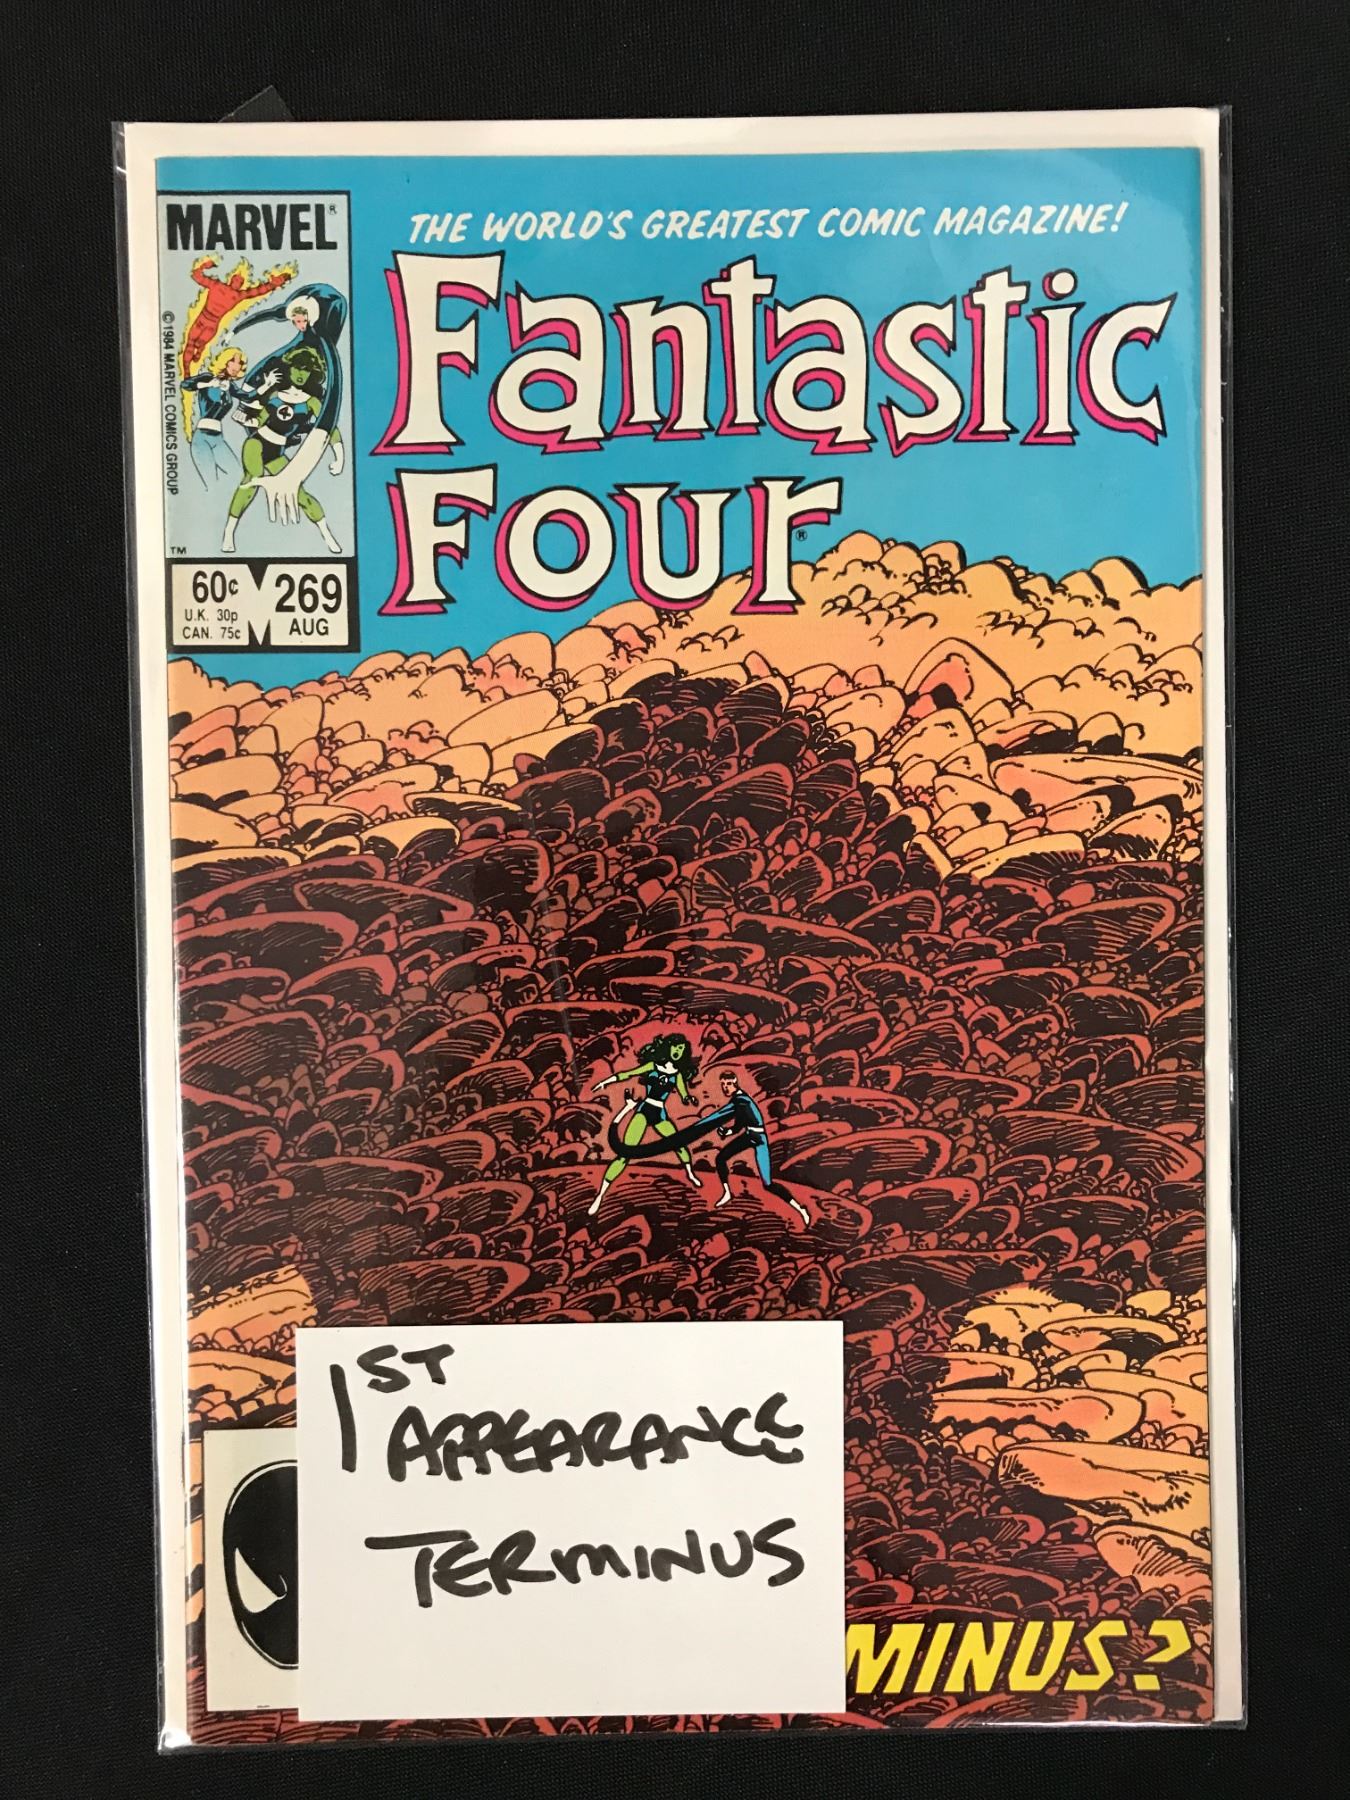 MARVEL®
©1984 MARVEL COMICS GROUP
TM
60¢
U.K. 30p
CAN. 75¢
269
AUG
THE WORLD'S GREATEST COMIC MAGAZINE!
Fantastic
Four®
1ST
APPEARANCE
TERMINUS
MINUS?